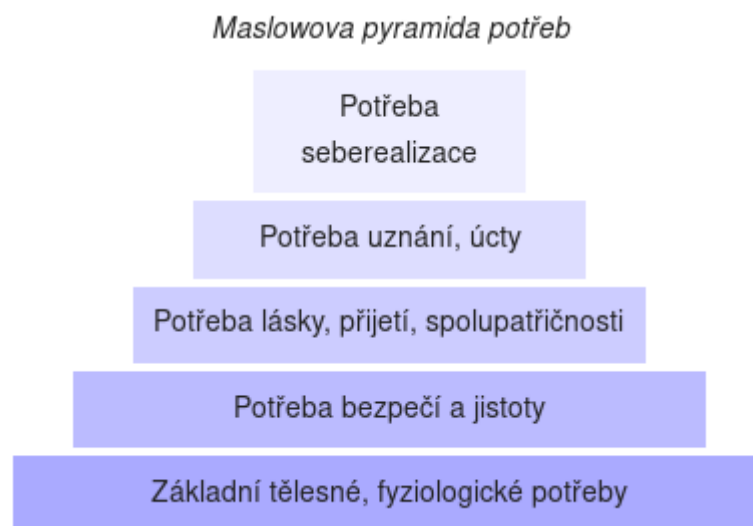 Maslowova pyramida potřeb
Potřeba
seberealizace
Potřeba uznání, úcty
Potřeba lásky, přijetí, spolupatřičnosti
Potřeba bezpečí a jistoty
Základní tělesné, fyziologické potřeby